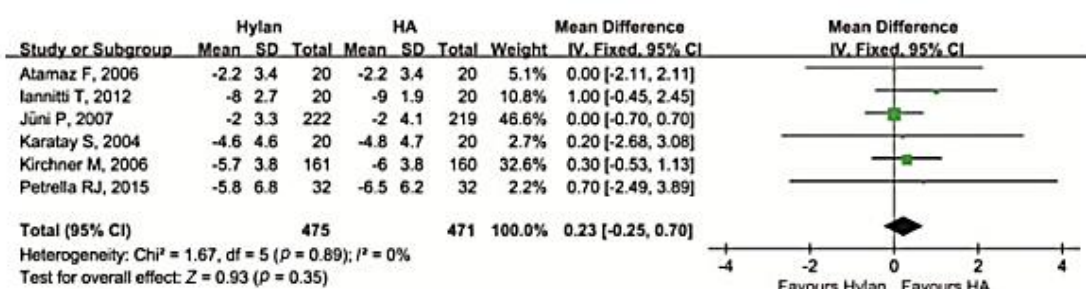 Hylan HA Mean Difference Mean Difference
Study or Subgroup Mean SD Total Mean SD Total Weight IV, Fixed, 95% CI IV, Fixed, 95% CI
Atamaz F, 2006 -2.2 3.4 20 -2.2 3.4 20 5.1% 0.00 [-2.11, 2.11]
Iannitti T, 2012 -8 2.7 20 -9 1.9 20 10.8% 1.00 [-0.45, 2.45]
Jüni P, 2007 -2 3.3 222 -2 4.1 219 46.6% 0.00 [-0.70, 0.70]
Karatay S, 2004 -4.6 4.6 20 -4.8 4.7 20 2.7% 0.20 [-2.68, 3.08]
Kirchner M, 2006 -5.7 3.8 161 -6 3.8 160 32.6% 0.30 [-0.53, 1.13]
Petrella RJ, 2015 -5.8 6.8 32 -6.5 6.2 32 2.2% 0.70 [-2.49, 3.89]
Total (95% CI) 475 471 100.0% 0.23 [-0.25, 0.70]
Heterogeneity: Chi² = 1.67, df = 5 (P = 0.89); I² = 0%
Test for overall effect: Z = 0.93 (P = 0.35)
-4 -2 0 2 4
Favours Hylan Favours HA